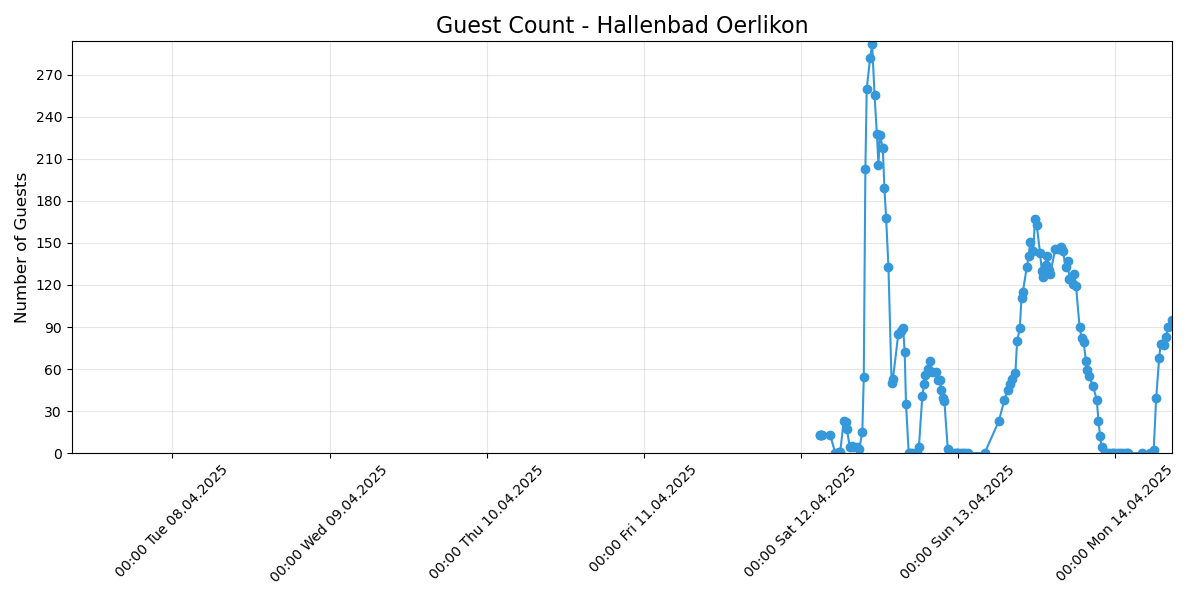 Guest Count - Hallenbad Oerlikon
Number of Guests
270
240
210
180
150
120
90
60
30
0
00:00 Tue 08.04.2025
00:00 Wed 09.04.2025
00:00 Thu 10.04.2025
00:00 Fri 11.04.2025
00:00 Sat 12.04.2025
00:00 Sun 13.04.2025
00:00 Mon 14.04.2025